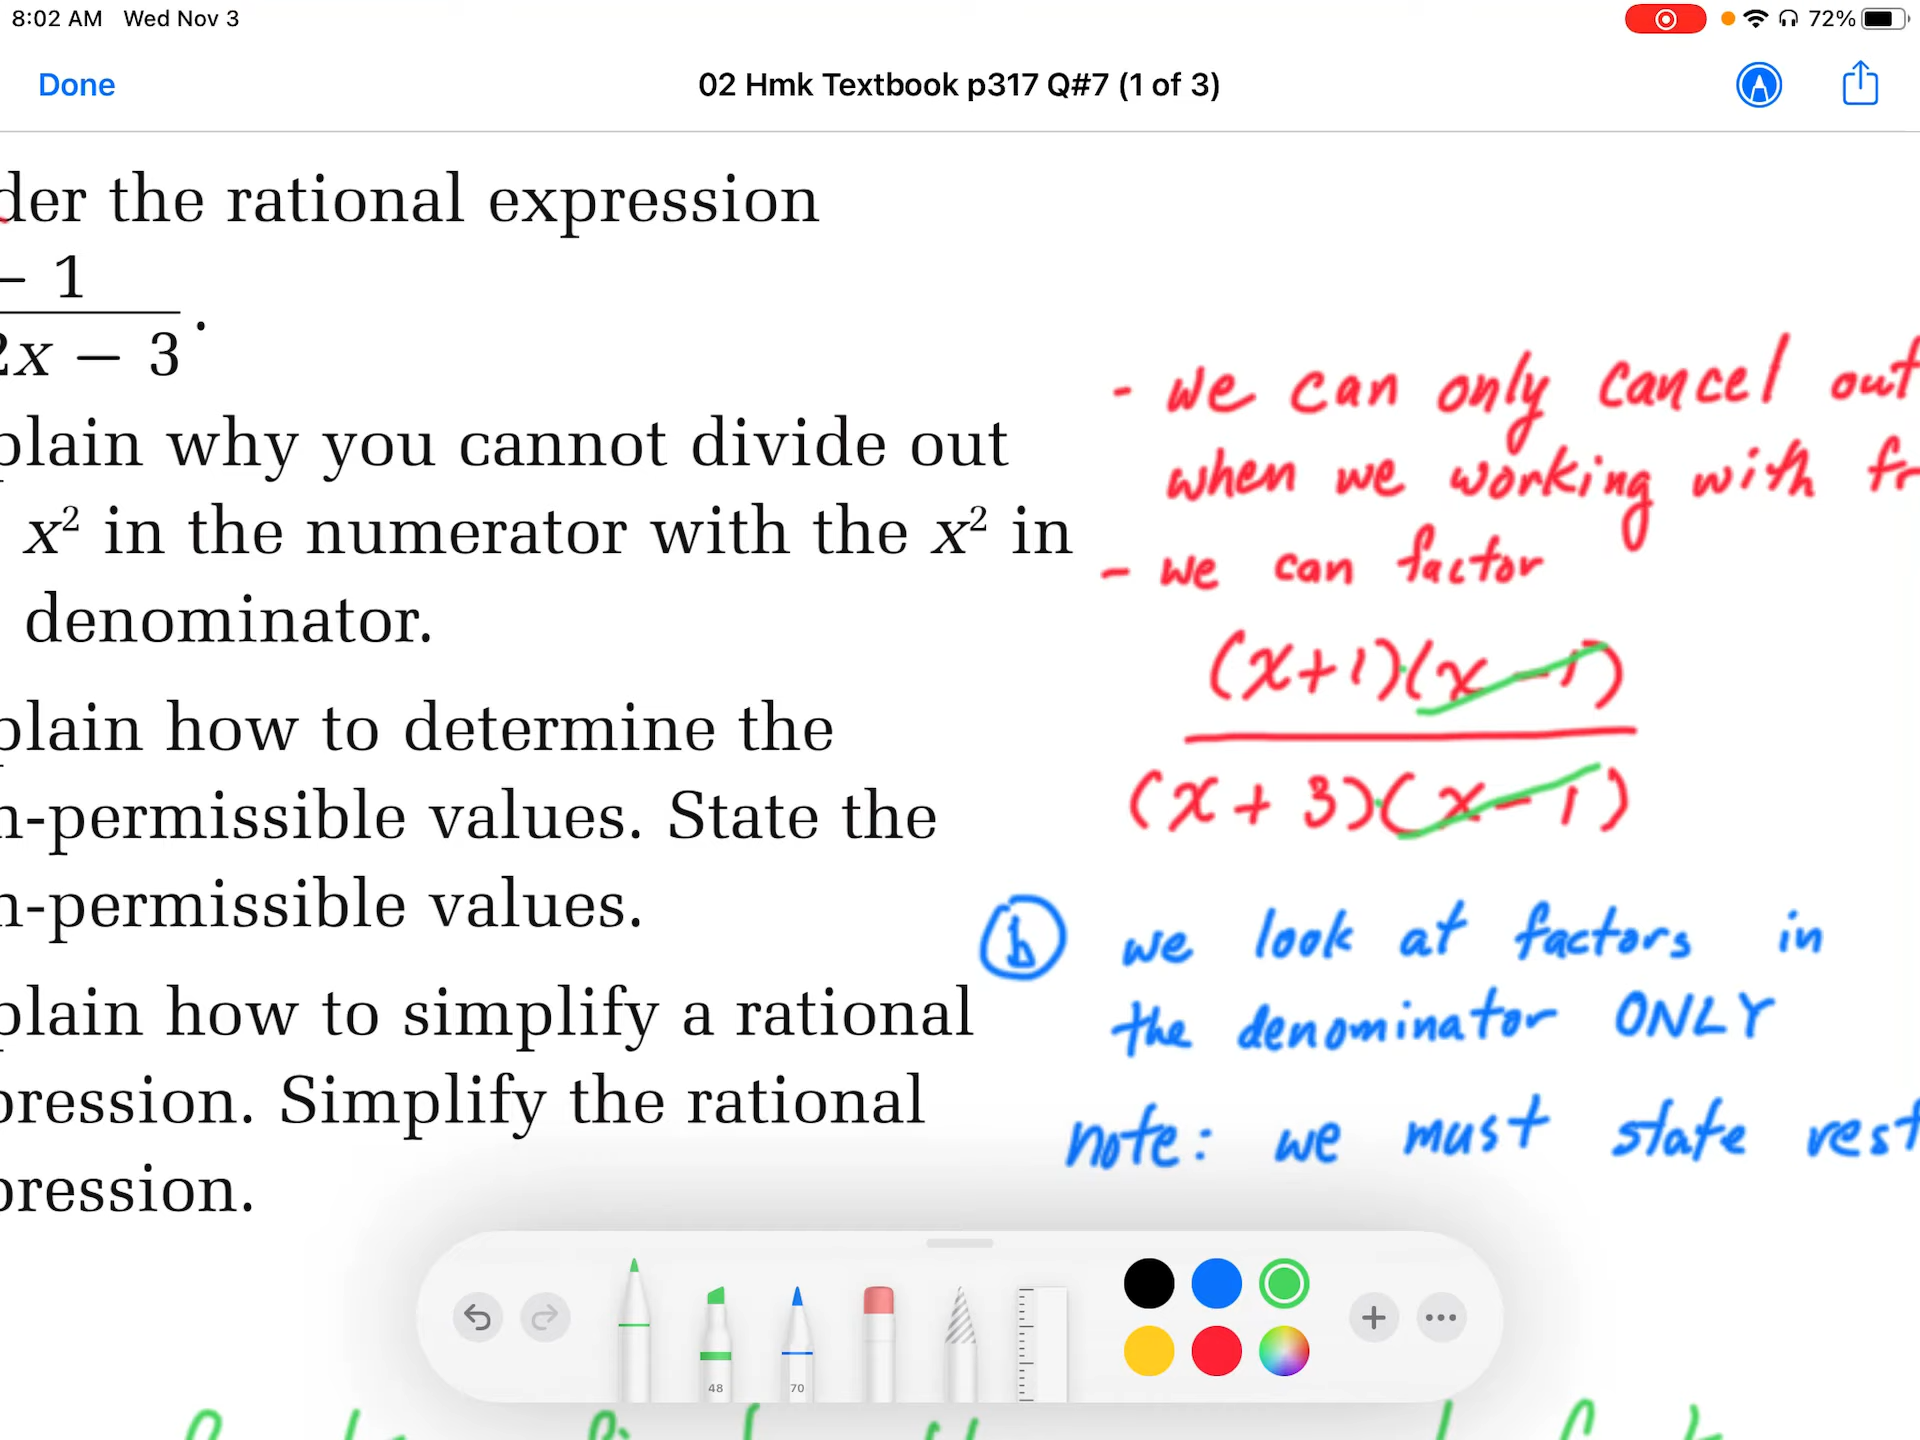 8:02 AM Wed Nov 3 72%
Done 02 Hmk Textbook p317 Q#7 (1 of 3)
der the rational expression
– 1
2x – 3 .
plain why you cannot divide out
x² in the numerator with the x² in
denominator.
plain how to determine the
n-permissible values. State the
n-permissible values.
plain how to simplify a rational
pression. Simplify the rational
pression.
- we can only cancel out
when we working with fr
- we can factor
(x+1)·(x-1)
(x+3)·(x-1)
b we look at factors in
the denominator ONLY
note: we must state rest
48 70